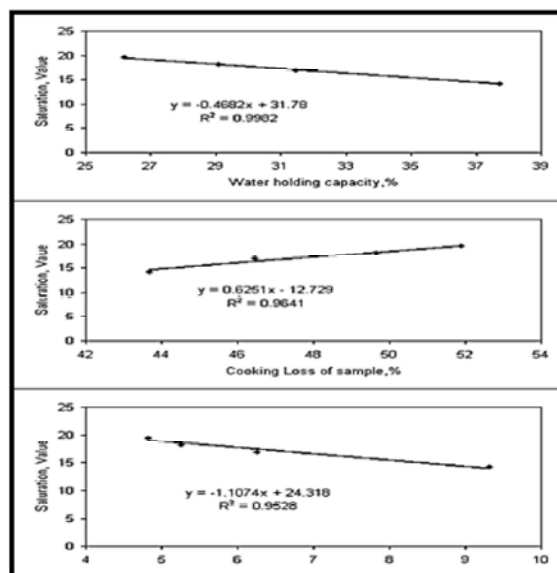 25
20
15
10
5
0
Saturation, Value
y = -0.4682x + 31.78
R² = 0.9982
25 27 29 31 33 35 37 39
Water holding capacity,%
25
20
15
10
5
0
Saturation, Value
y = 0.6251x - 12.729
R² = 0.9641
42 44 46 48 50 52 54
Cooking Loss of sample,%
25
20
15
10
5
0
Saturation, Value
y = -1.1074x + 24.318
R² = 0.9528
4 5 6 7 8 9 10